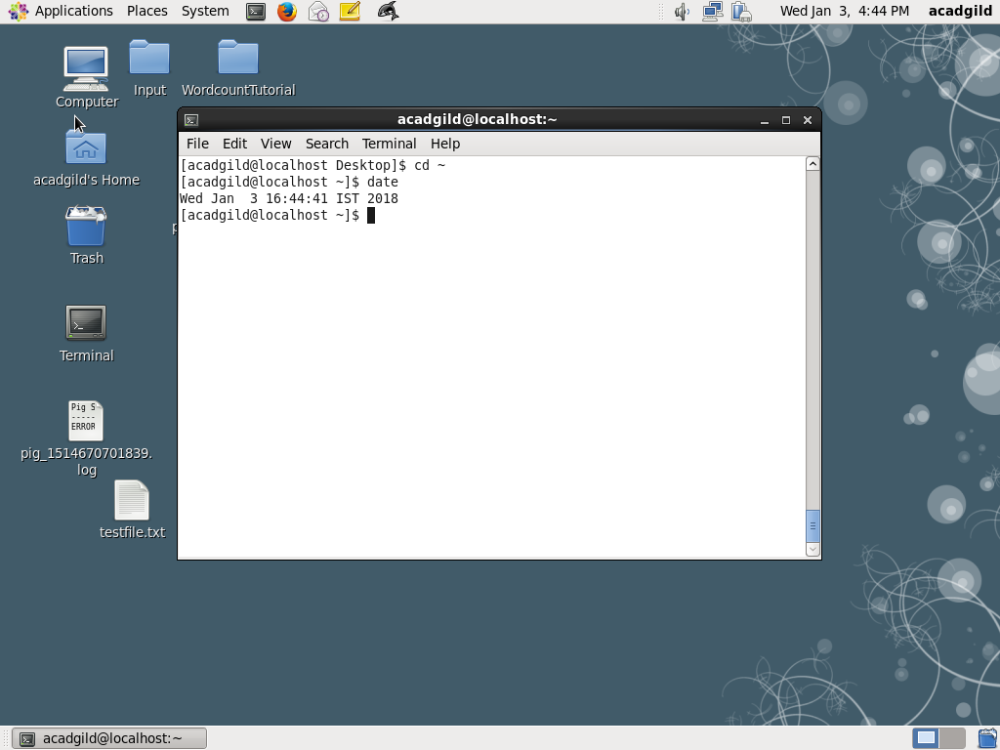 Applications Places System
Wed Jan 3, 4:44 PM acadgild
Computer
Input
WordcountTutorial
acadgild's Home
Trash
Terminal
Pig S
-----
ERROR
pig_1514670701839.
log
testfile.txt
acadgild@localhost:~
File Edit View Search Terminal Help
[acadgild@localhost Desktop]$ cd ~
[acadgild@localhost ~]$ date
Wed Jan  3 16:44:41 IST 2018
[acadgild@localhost ~]$
acadgild@localhost:~